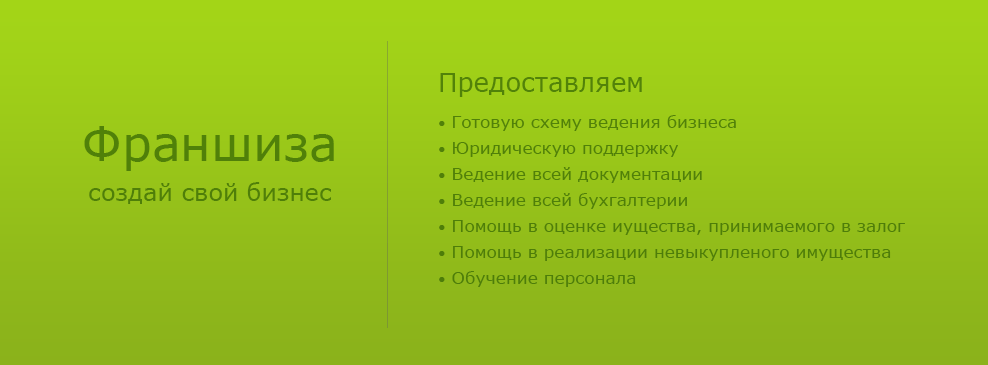 Франшиза
создай свой бизнес
Предоставляем
• Готовую схему ведения бизнеса
• Юридическую поддержку
• Ведение всей документации
• Ведение всей бухгалтерии
• Помощь в оценке иущества, принимаемого в залог
• Помощь в реализации невыкупленого имущества
• Обучение персонала